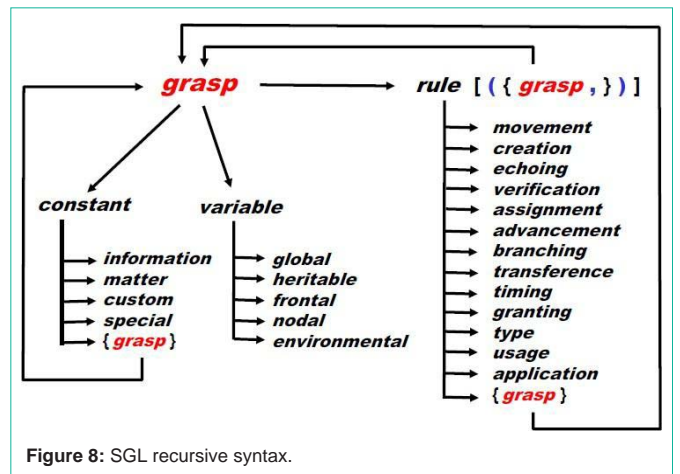 grasp
rule [ ( { grasp , } ) ]
constant
information
matter
custom
special
{ grasp }
variable
global
heritable
frontal
nodal
environmental
movement
creation
echoing
verification
assignment
advancement
branching
transference
timing
granting
type
usage
application
{ grasp }
Figure 8: SGL recursive syntax.